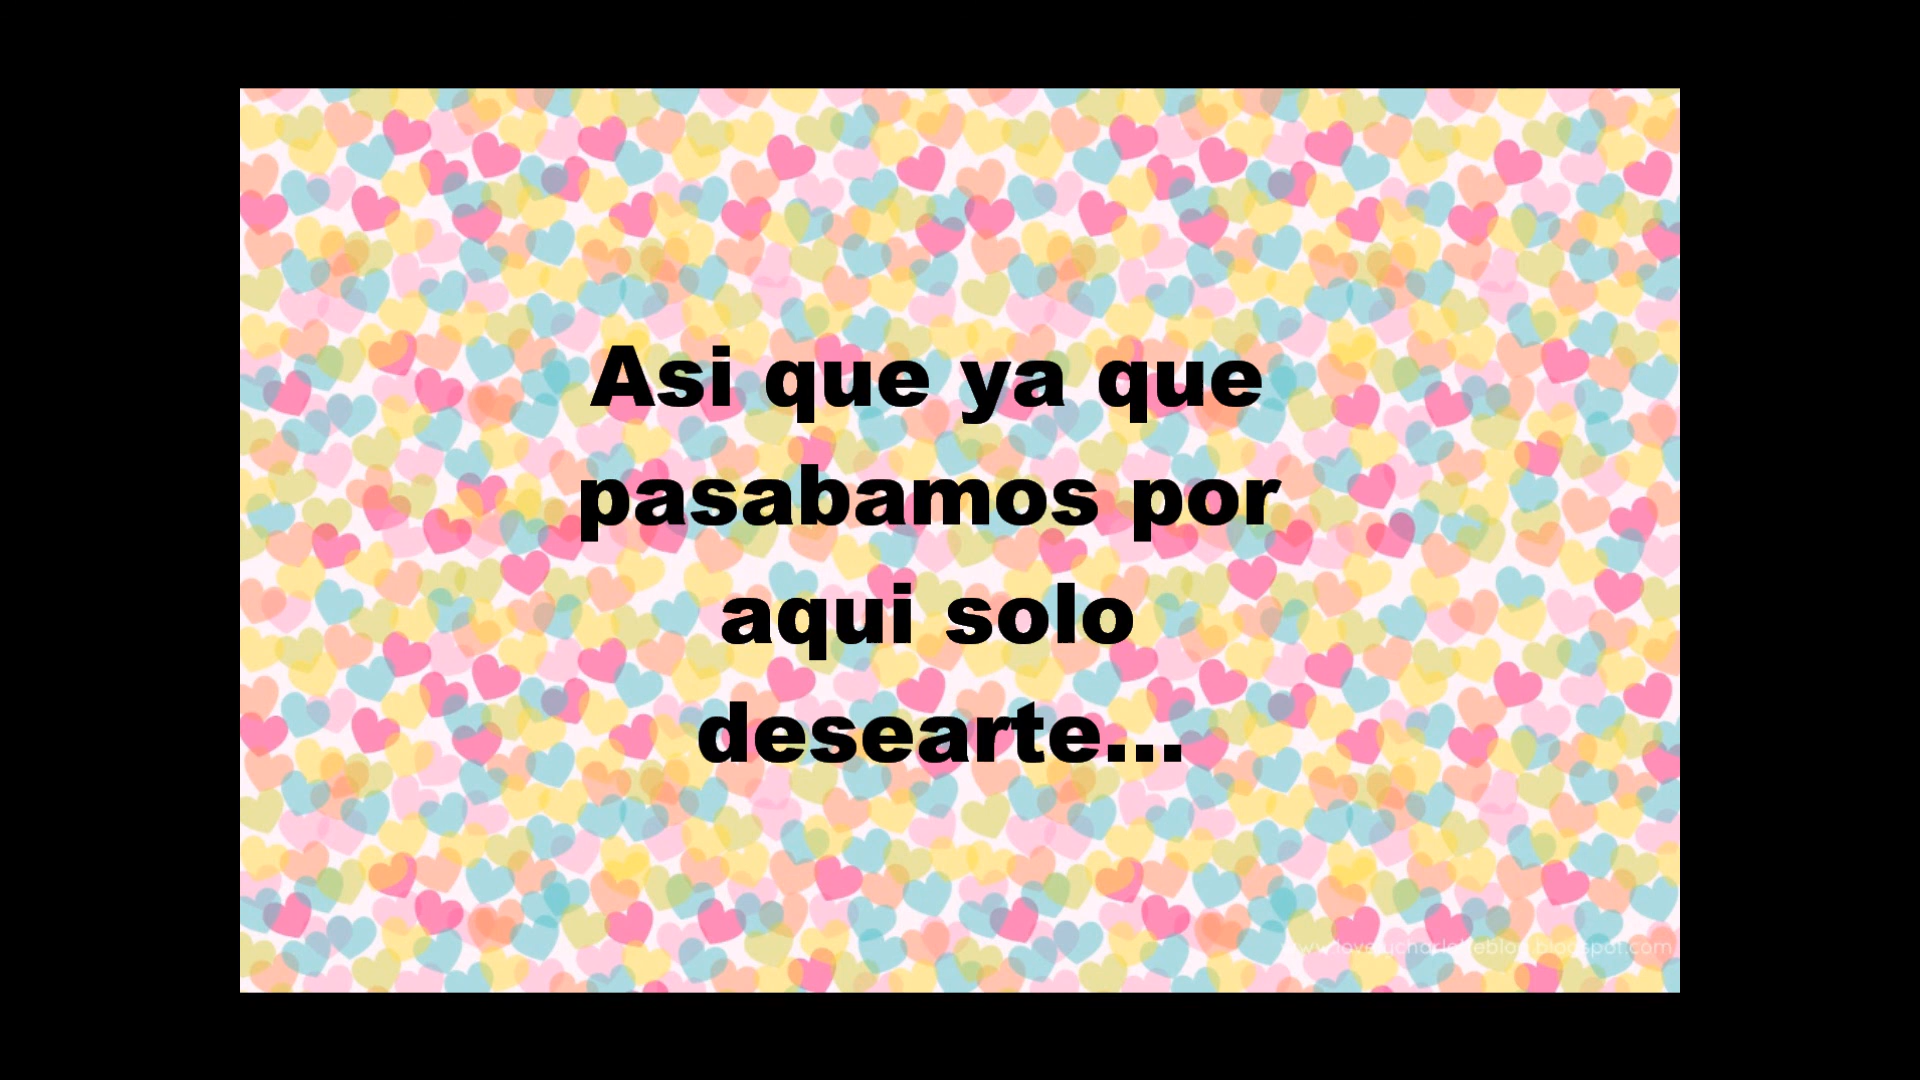 Asi que ya que
pasabamos por
aqui solo
desearte...